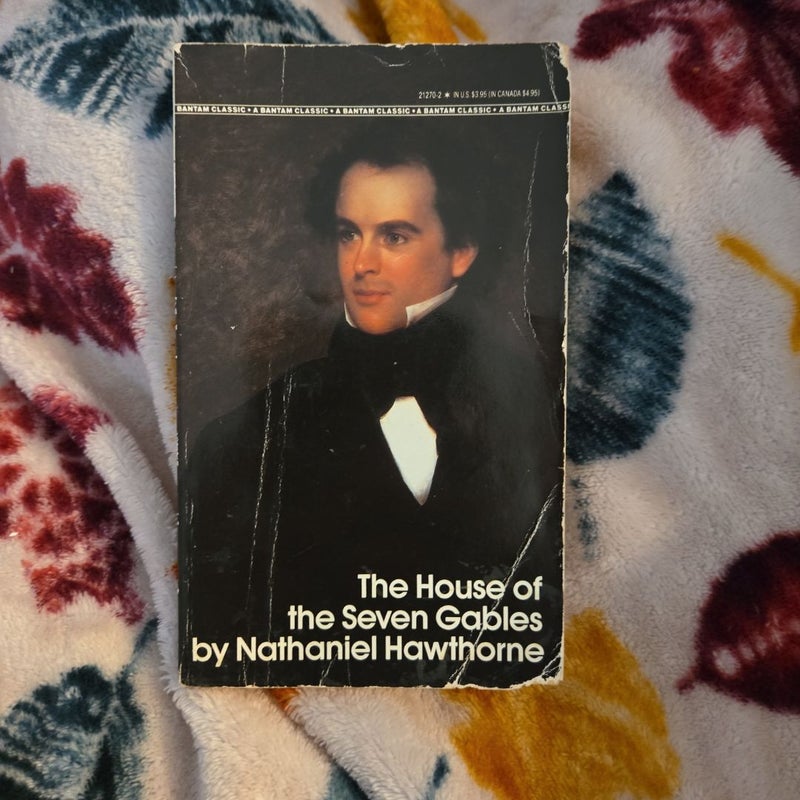 21270-2 ★ IN U.S. $3.95 (IN CANADA $4.95)
BANTAM CLASSIC • A BANTAM CLASSIC • A BANTAM CLASSIC • A BANTAM CLASSIC • A BANTAM CLASS
The House of
the Seven Gables
by Nathaniel Hawthorne